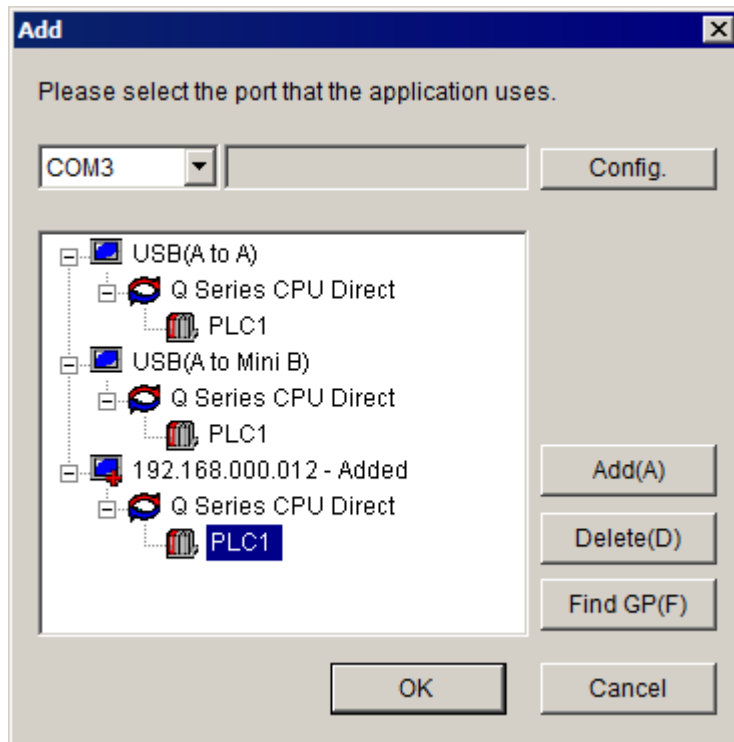 Add
Please select the port that the application uses.
COM3
Config.
USB(A to A)
Q Series CPU Direct
PLC1
USB(A to Mini B)
Q Series CPU Direct
PLC1
192.168.000.012 - Added
Q Series CPU Direct
PLC1
Add(A)
Delete(D)
Find GP(F)
OK
Cancel